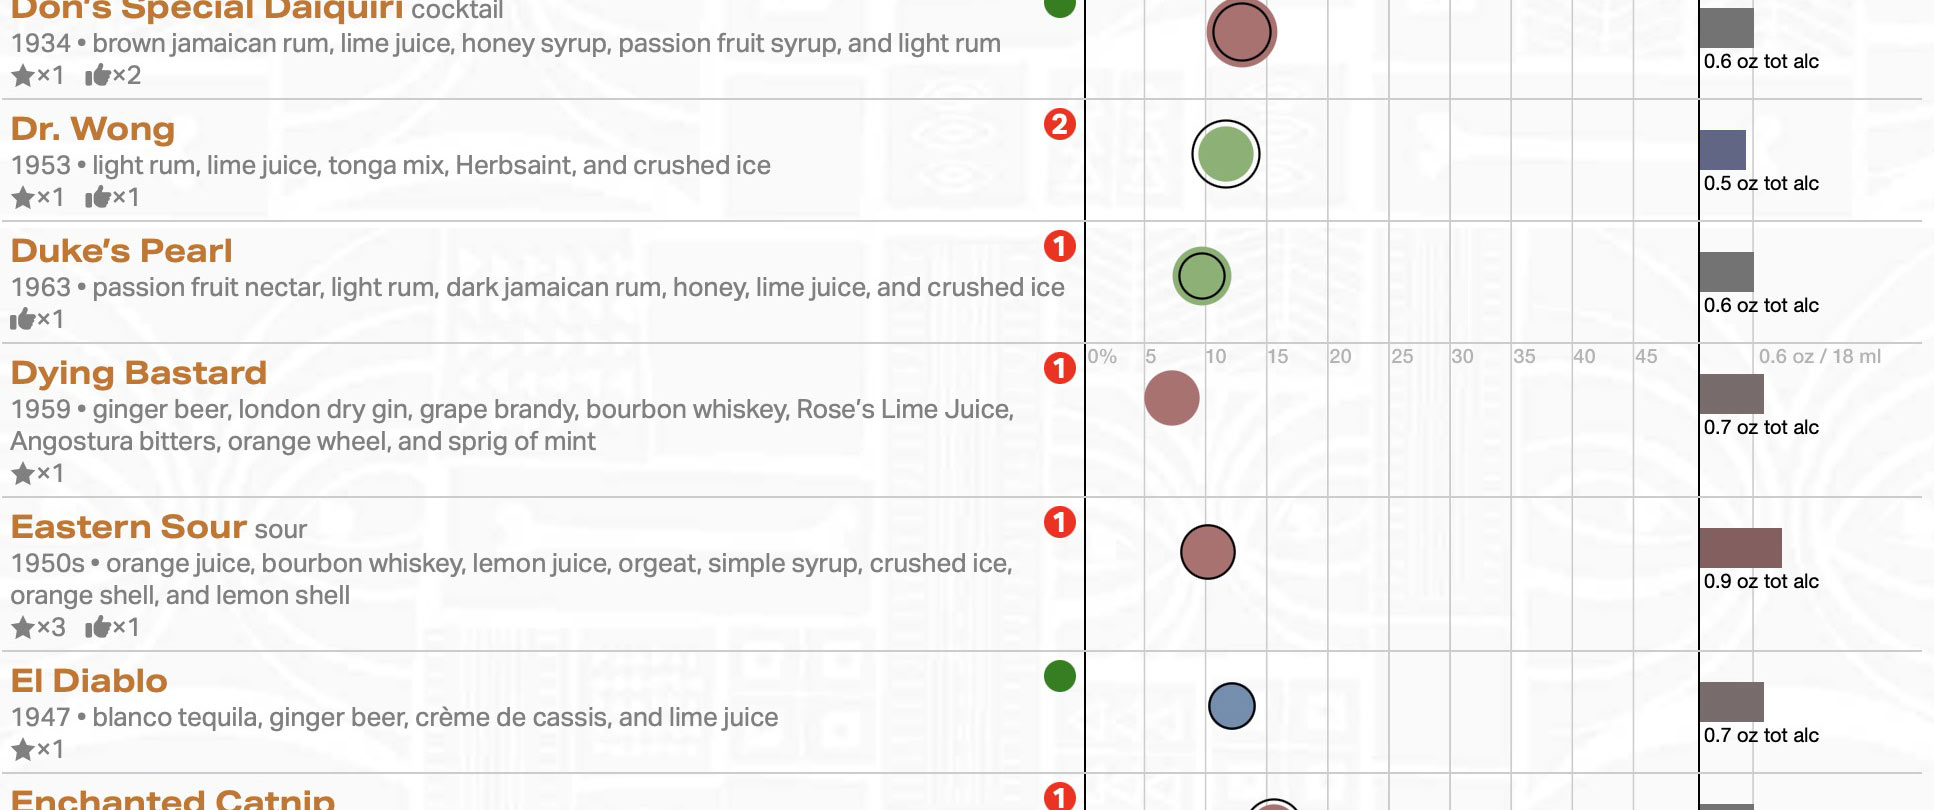 Don's Special Daiquiri cocktail
1934 • brown jamaican rum, lime juice, honey syrup, passion fruit syrup, and light rum
★×1 👍×2
0.6 oz tot alc
Dr. Wong
2
1953 • light rum, lime juice, tonga mix, Herbsaint, and crushed ice
★×1 👍×1
0.5 oz tot alc
Duke's Pearl
1
1963 • passion fruit nectar, light rum, dark jamaican rum, honey, lime juice, and crushed ice
👍×1
0.6 oz tot alc
0% 5 10 15 20 25 30 35 40 45 0.6 oz / 18 ml
Dying Bastard
1
1959 • ginger beer, london dry gin, grape brandy, bourbon whiskey, Rose's Lime Juice,
Angostura bitters, orange wheel, and sprig of mint
★×1
0.7 oz tot alc
Eastern Sour sour
1
1950s • orange juice, bourbon whiskey, lemon juice, orgeat, simple syrup, crushed ice,
orange shell, and lemon shell
★×3 👍×1
0.9 oz tot alc
El Diablo
1947 • blanco tequila, ginger beer, crème de cassis, and lime juice
★×1
0.7 oz tot alc
Enchanted Catnip
1